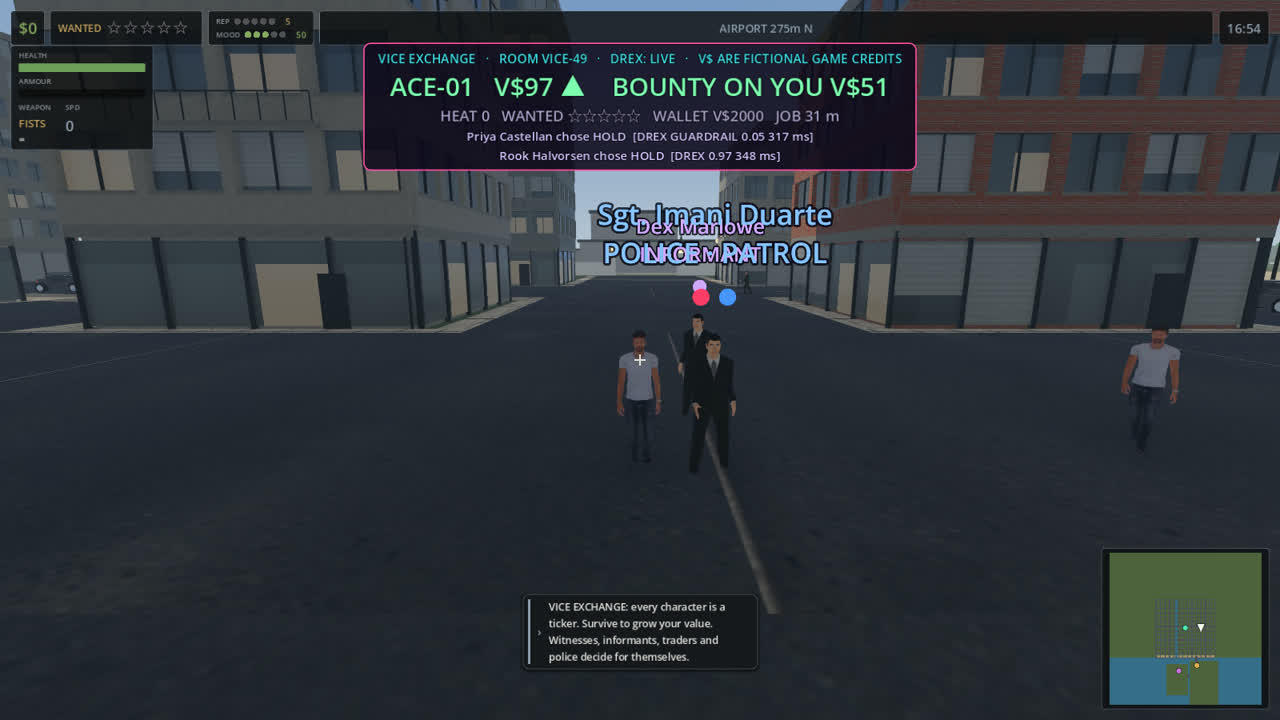 $0
WANTED ☆☆☆☆☆
REP 5
MOOD 50
AIRPORT 275m N
16:54
HEALTH
ARMOUR
WEAPON SPD
FISTS 0
VICE EXCHANGE · ROOM VICE-49 · DREX: LIVE · V$ ARE FICTIONAL GAME CREDITS
ACE-01 V$97 ▲ BOUNTY ON YOU V$51
HEAT 0 WANTED ☆☆☆☆☆ WALLET V$2000 JOB 31 m
Priya Castellan chose HOLD [DREX GUARDRAIL 0.05 317 ms]
Rook Halvorsen chose HOLD [DREX 0.97 348 ms]
Sgt. Imani Duarte
Dex Marlowe
POLICE · PATROL
INFORMANT
VICE EXCHANGE: every character is a
ticker. Survive to grow your value.
Witnesses, informants, traders and
police decide for themselves.